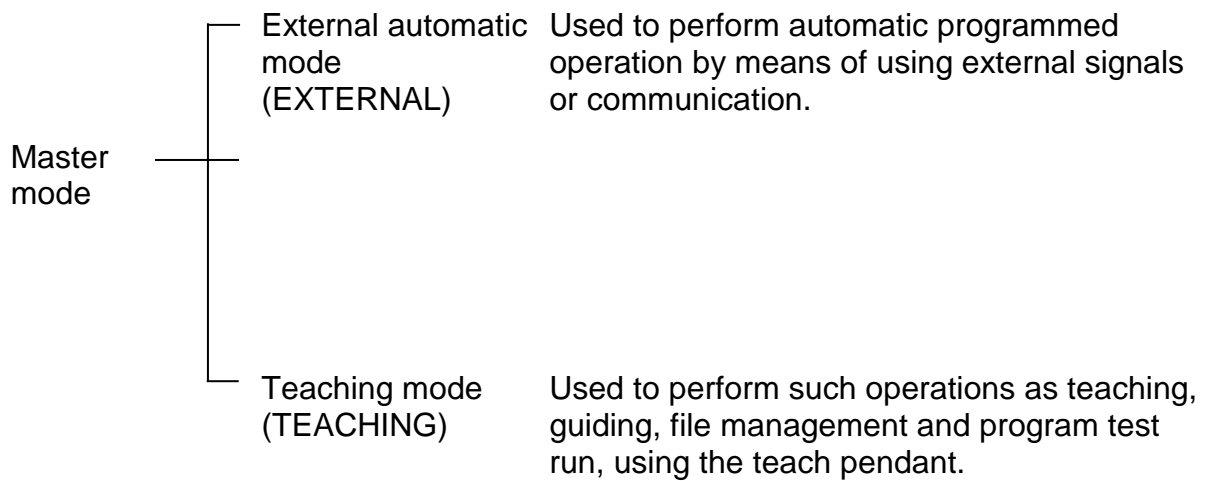 External automatic
mode
(EXTERNAL)
Used to perform automatic programmed
operation by means of using external signals
or communication.
Master
mode
Teaching mode
(TEACHING)
Used to perform such operations as teaching,
guiding, file management and program test
run, using the teach pendant.